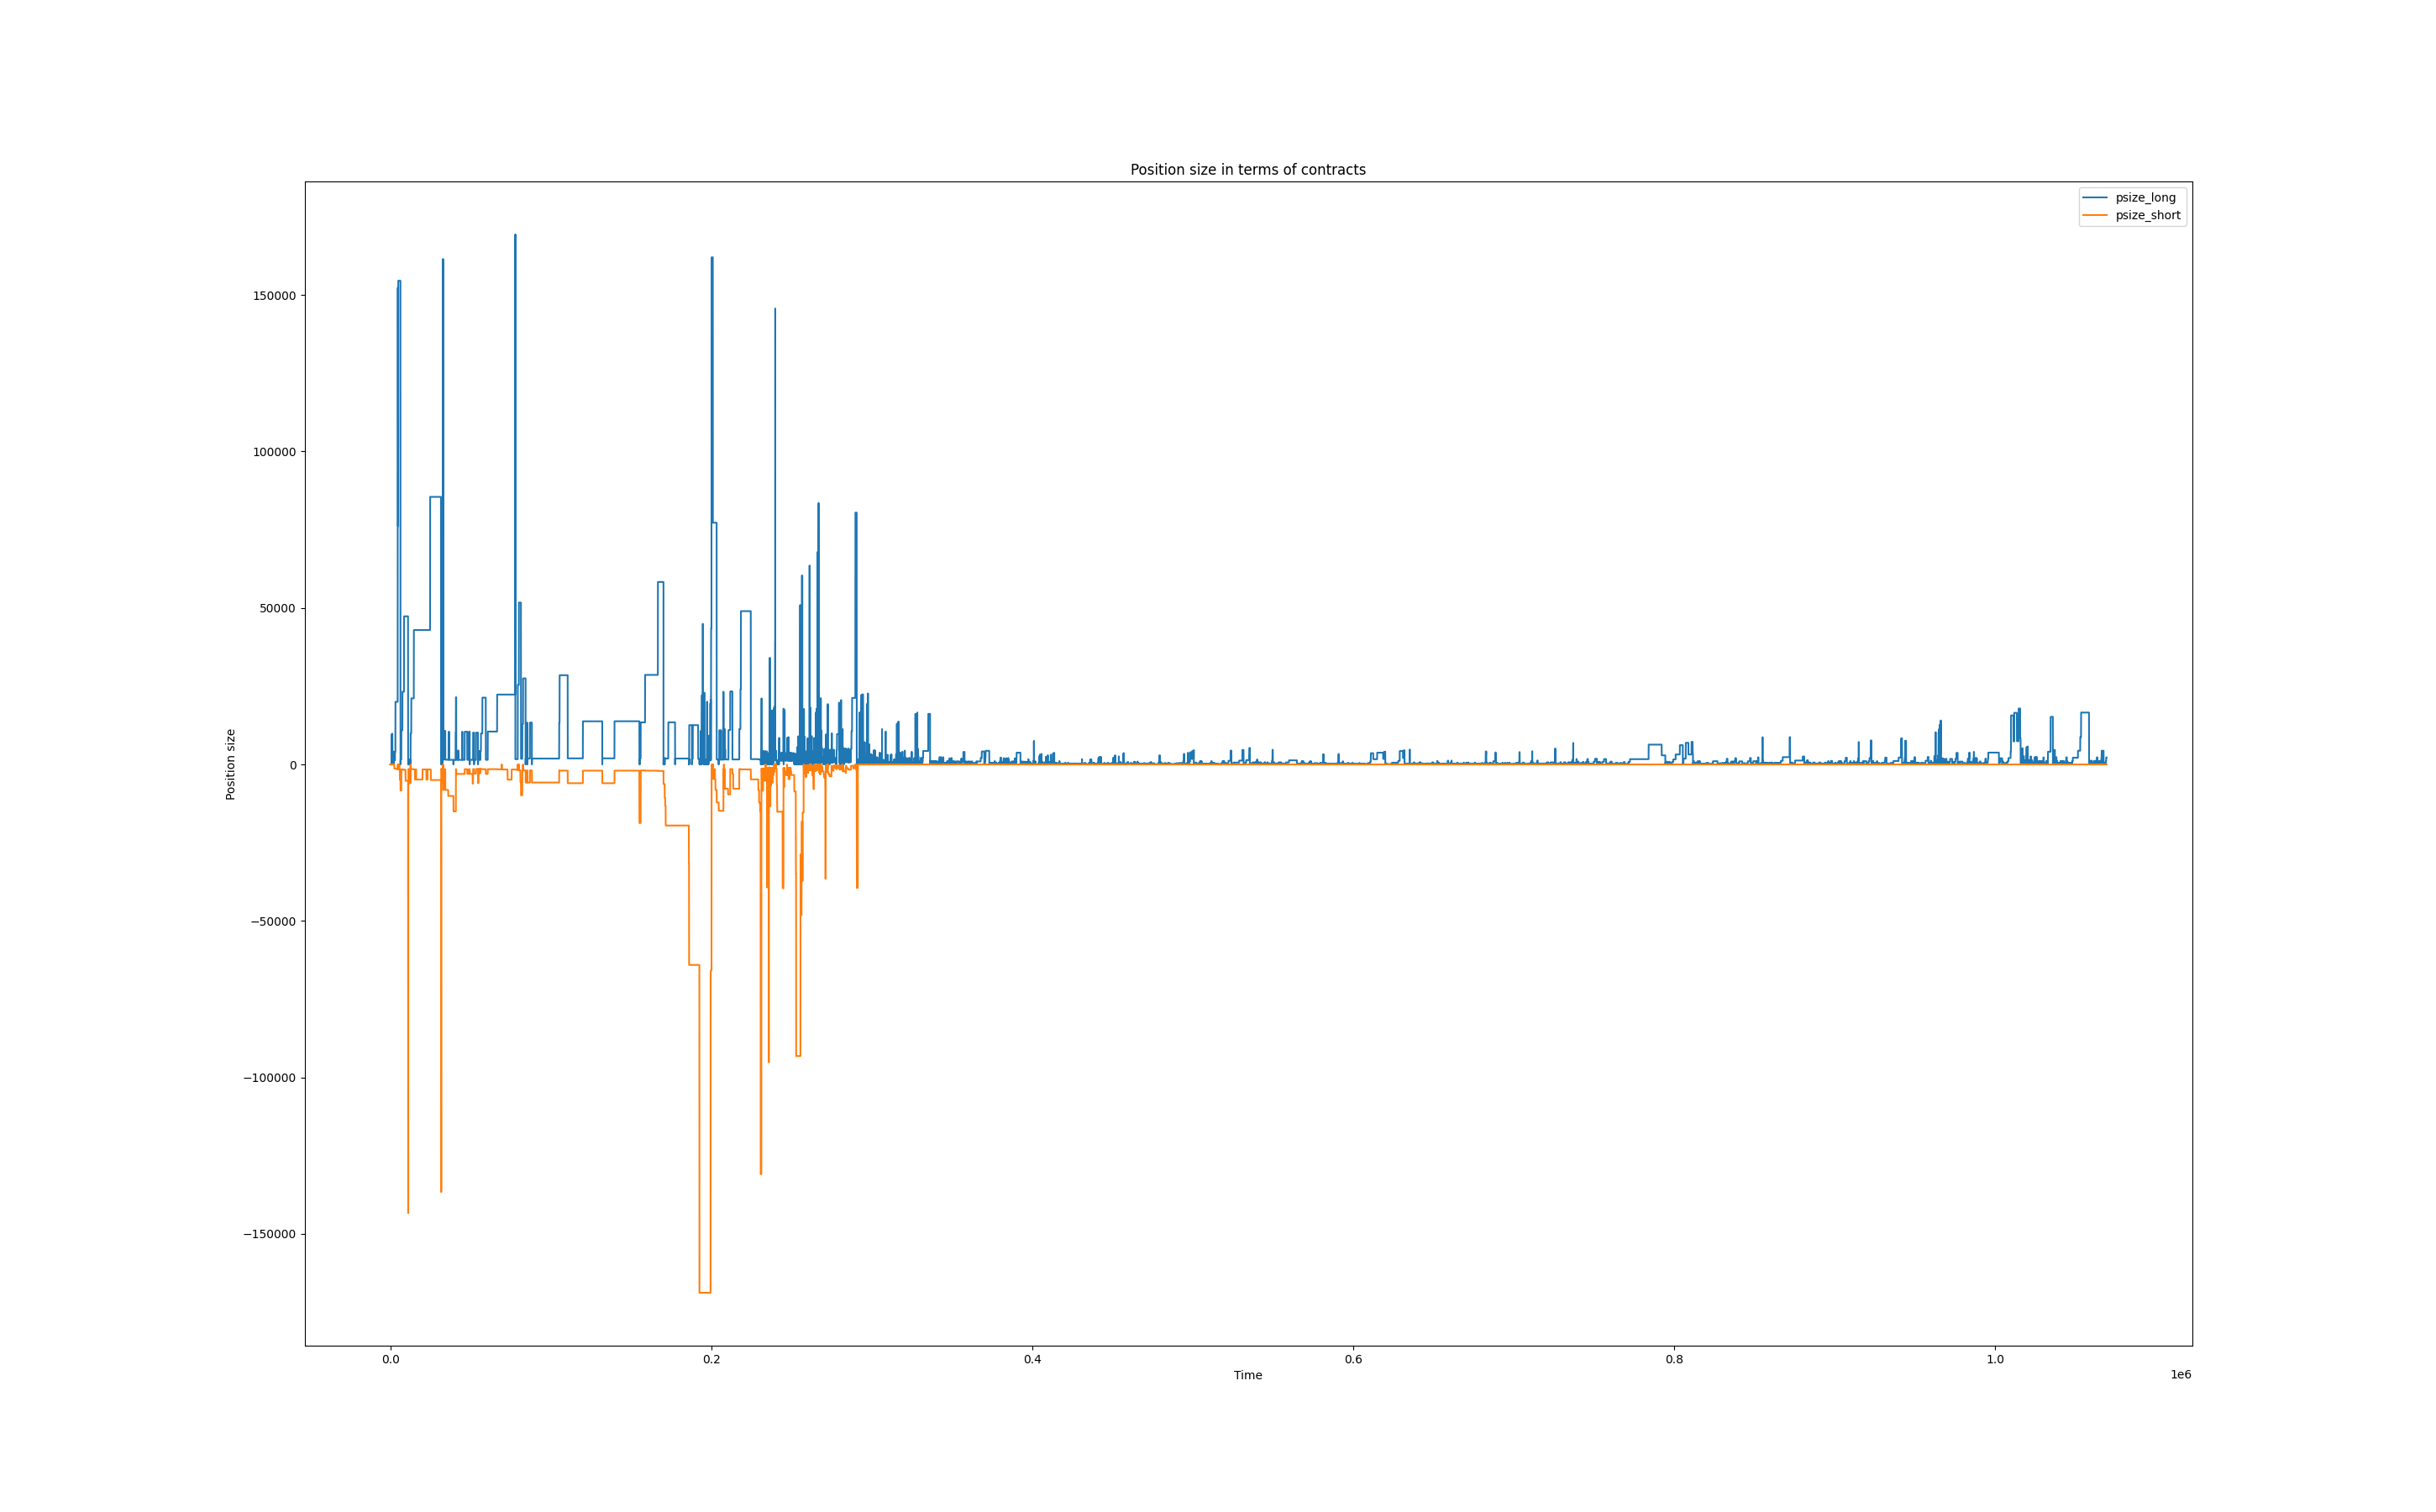 Position size in terms of contracts
psize_long
psize_short
Position size
150000
100000
50000
0
−50000
−100000
−150000
0.0
0.2
0.4
0.6
0.8
1.0
1e6
Time